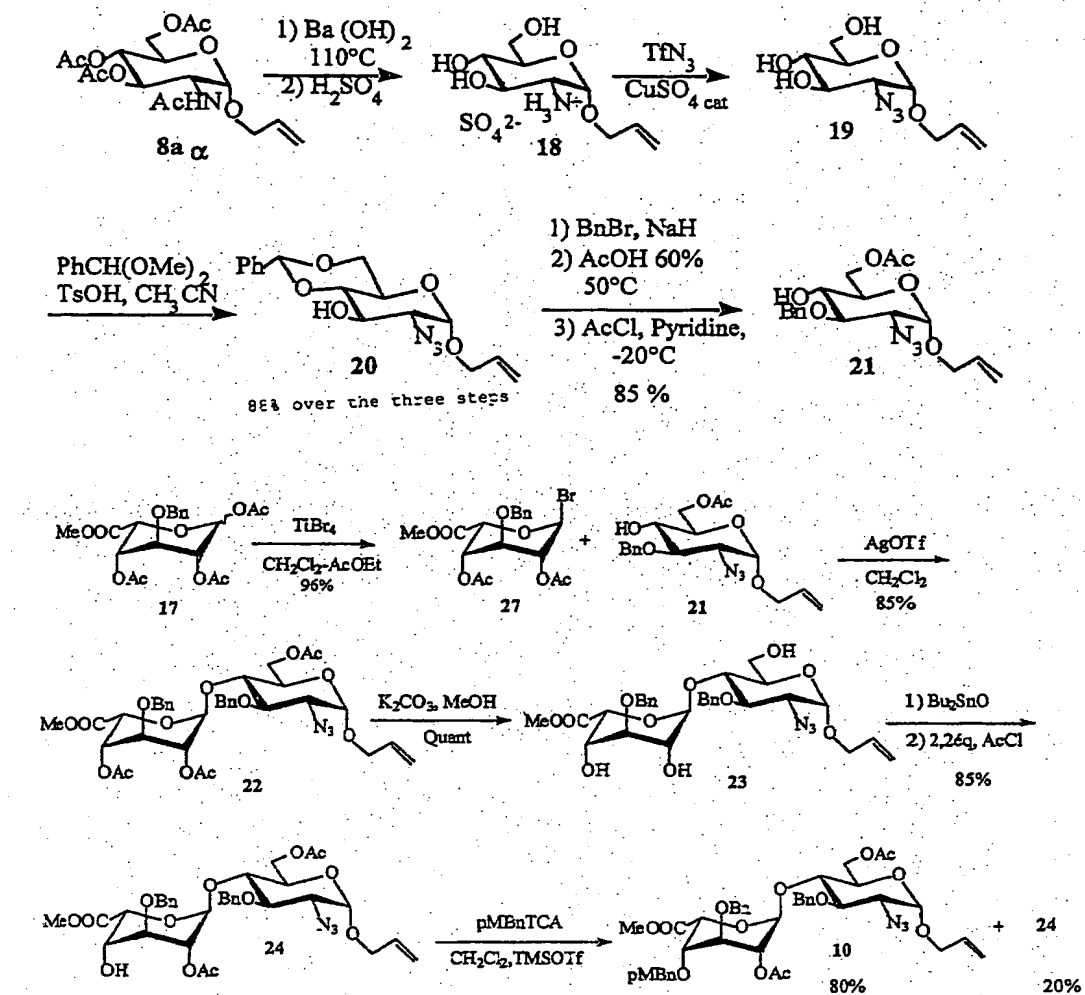 OAc
O
AcO
AcO
AcHN
O
8a α
1) Ba (OH) 2
110°C
2) H2SO4
OH
O
HO
HO
H3N+
SO4 2-
O
18
TfN3
CuSO4 cat
OH
O
HO
HO
N3
O
19
PhCH(OMe) 2
TsOH, CH3CN
Ph
O
O
O
HO
N3
O
20
88% over the three steps
1) BnBr, NaH
2) AcOH 60%
50°C
3) AcCl, Pyridine,
-20°C
85 %
OAc
O
HO
BnO
N3
O
21
OBn
OAc
MeOOC
O
OAc
OAc
17
TiBr4
CH2Cl2-AcOEt
96%
Br
OBn
MeOOC
O
OAc
OAc
27
+
OAc
O
HO
BnO
N3
O
21
AgOTf
CH2Cl2
85%
OAc
O
O
OBn
BnO
MeOOC
O
N3
O
OAc
OAc
22
K2CO3, MeOH
Quant
OH
O
O
OBn
BnO
MeOOC
O
N3
O
OH
OH
23
1) Bu2SnO
2) 2,2éq, AcCl
85%
OAc
O
O
OBn
BnO
MeOOC
O
N3
O
OH
OAc
24
pMBnTCA
CH2Cl2, TMSOTf
OAc
O
O
OBn
BnO
MeOOC
O
N3
O
pMBnO
OAc
10
80%
+ 24
20%